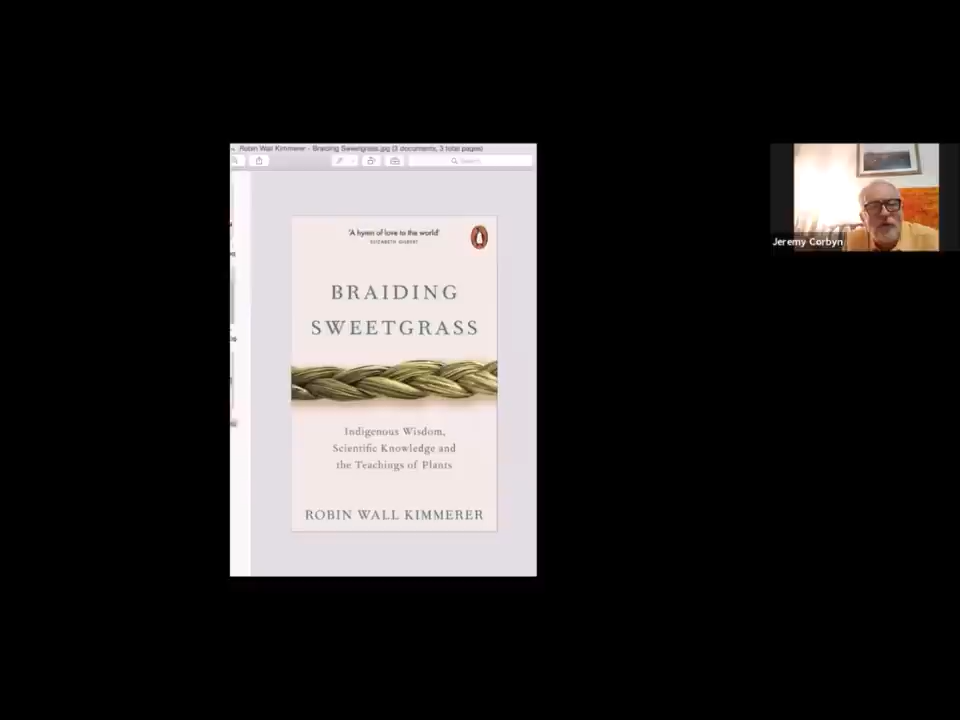 Robin Wall Kimmerer - Braiding Sweetgrass.jpg (3 documents, 3 total pages)
Search
'A hymn of love to the world'
ELIZABETH GILBERT
BRAIDING
SWEETGRASS
Indigenous Wisdom,
Scientific Knowledge and
the Teachings of Plants
ROBIN WALL KIMMERER
Jeremy Corbyn